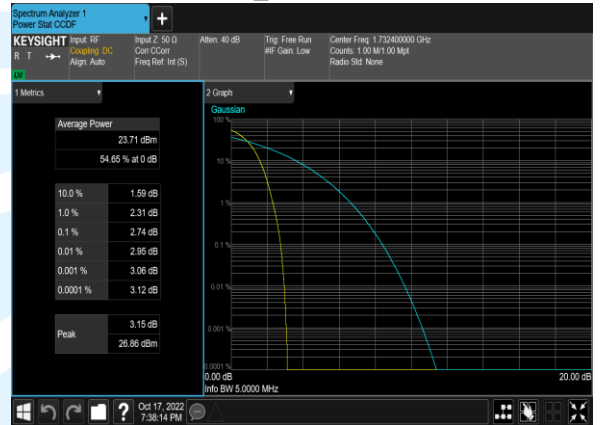 Spectrum Analyzer 1
Power Stat CCDF
+
KEYSIGHT
R T
LXI
Input: RF
Coupling: DC
Align: Auto
Input Z: 50 Ω
Corr CCorr
Freq Ref: Int (S)
Atten: 40 dB
Trig: Free Run
#IF Gain: Low
Center Freq: 1.732400000 GHz
Counts: 1.00 M/1.00 Mpt
Radio Std: None
1 Metrics
Average Power
23.71 dBm
54.65 % at 0 dB
10.0 % 1.59 dB
1.0 % 2.31 dB
0.1 % 2.74 dB
0.01 % 2.95 dB
0.001 % 3.06 dB
0.0001 % 3.12 dB
Peak 3.15 dB
26.86 dBm
2 Graph
Gaussian
100 %
10 %
1 %
0.1 %
0.01 %
0.001 %
0.0001 %
0.00 dB 20.00 dB
Info BW 5.0000 MHz
?
Oct 17, 2022
7:38:14 PM